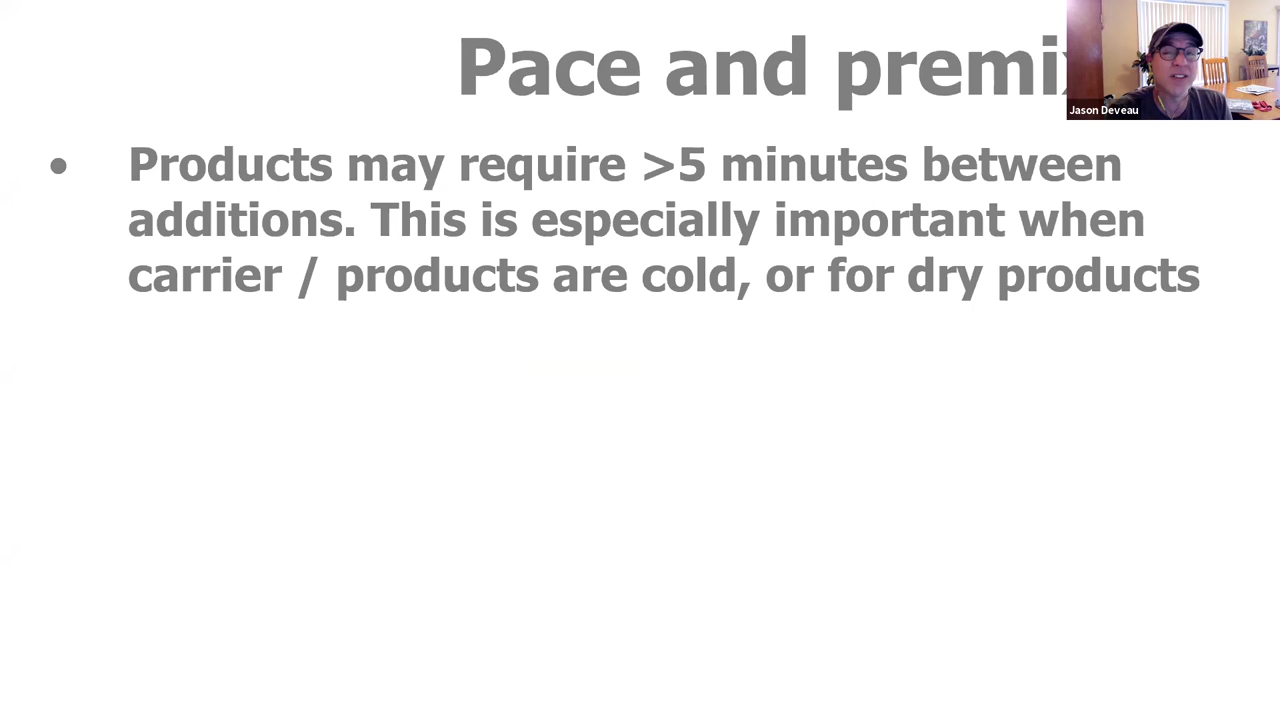 Pace and premix
Jason Deveau
• Products may require >5 minutes between
additions. This is especially important when
carrier / products are cold, or for dry products